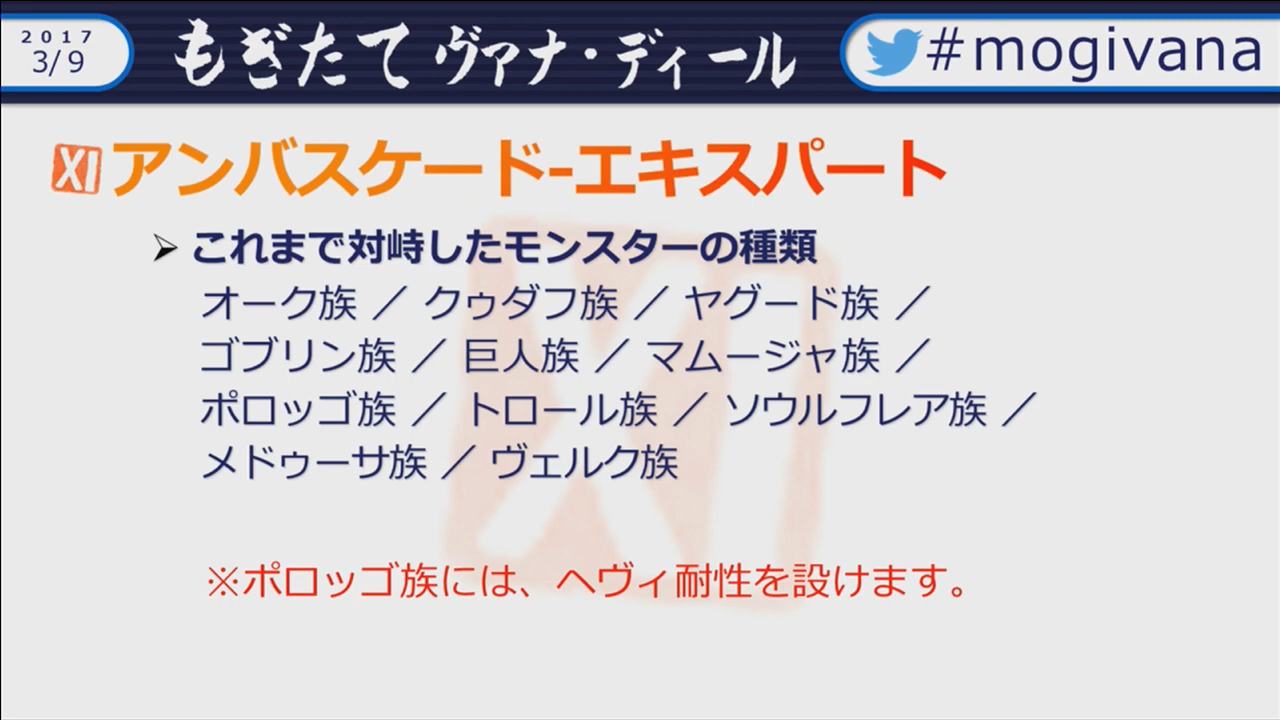 2017
3/9
もぎたて ヴァナ・ディール
#mogivana
XI アンバスケード-エキスパート
➢ これまで対峙したモンスターの種類
オーク族 ／ クゥダフ族 ／ ヤグード族 ／
ゴブリン族 ／ 巨人族 ／ マムージャ族 ／
ポロッゴ族 ／ トロール族 ／ ソウルフレア族 ／
メドゥーサ族 ／ ヴェルク族
※ポロッゴ族には、ヘヴィ耐性を設けます。
XI